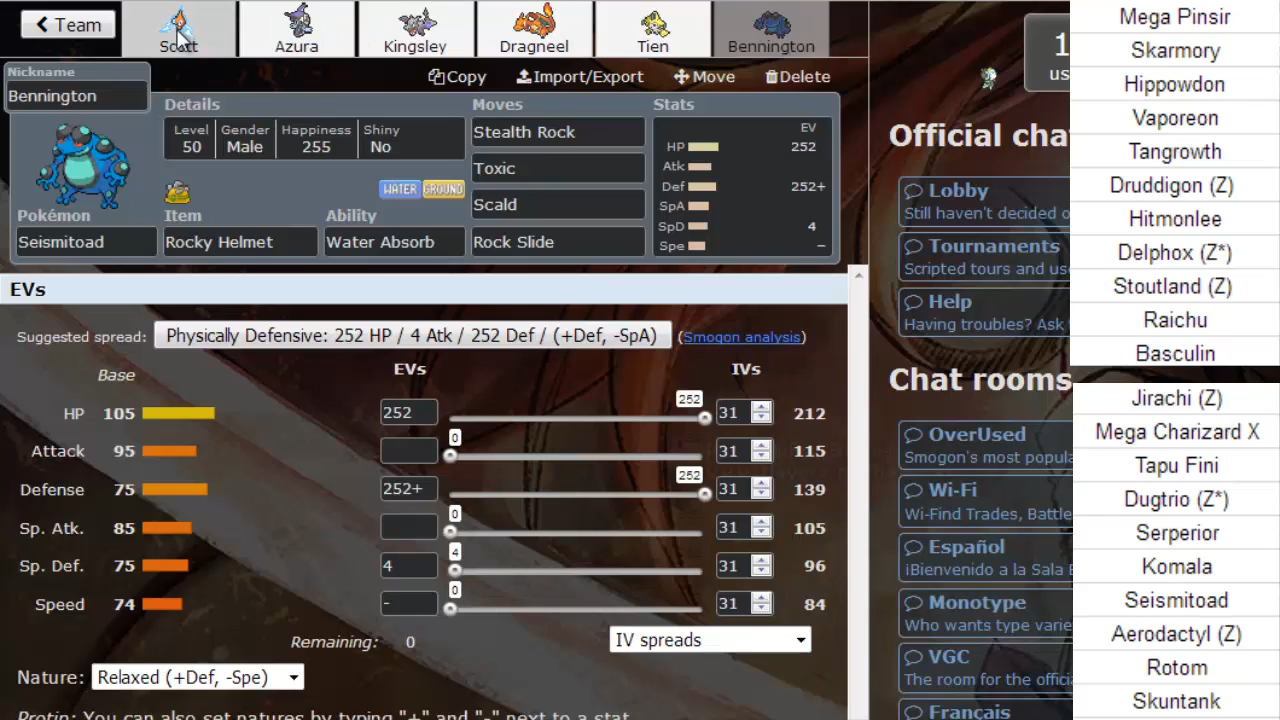 Team
Scott
Azura
Kingsley
Dragneel
Tien
Bennington
Copy
Import/Export
Move
Delete
Nickname
Bennington
Details
Level
50
Gender
Male
Happiness
255
Shiny
No
WATER
GROUND
Pokémon
Seismitoad
Item
Rocky Helmet
Ability
Water Absorb
Moves
Stealth Rock
Toxic
Scald
Rock Slide
Stats
EV
HP 252
Atk
Def 252+
SpA
SpD 4
Spe –
EVs
Suggested spread: Physically Defensive: 252 HP / 4 Atk / 252 Def / (+Def, -SpA) (Smogon analysis)
Base EVs IVs
HP 105 252 252 31 212
Attack 95 0 31 115
Defense 75 252+ 252 31 139
Sp. Atk. 85 0 31 105
Sp. Def. 75 4 4 31 96
Speed 74 - 0 31 84
Remaining: 0 IV spreads
Nature: Relaxed (+Def, -Spe)
Protip: You can also set natures by typing "+" and "-" next to a stat.
1
us
Official cha
Lobby
Still haven't decided o
Tournaments
Scripted tours and us
Help
Having troubles? Ask
Chat rooms
OverUsed
Smogon's most popula
Wi-Fi
Wi-Find Trades, Battle
Español
¡Bienvenido a la Sala E
Monotype
Who wants type varie
VGC
The room for the offici
Français
Mega Pinsir
Skarmory
Hippowdon
Vaporeon
Tangrowth
Druddigon (Z)
Hitmonlee
Delphox (Z*)
Stoutland (Z)
Raichu
Basculin
Jirachi (Z)
Mega Charizard X
Tapu Fini
Dugtrio (Z*)
Serperior
Komala
Seismitoad
Aerodactyl (Z)
Rotom
Skuntank